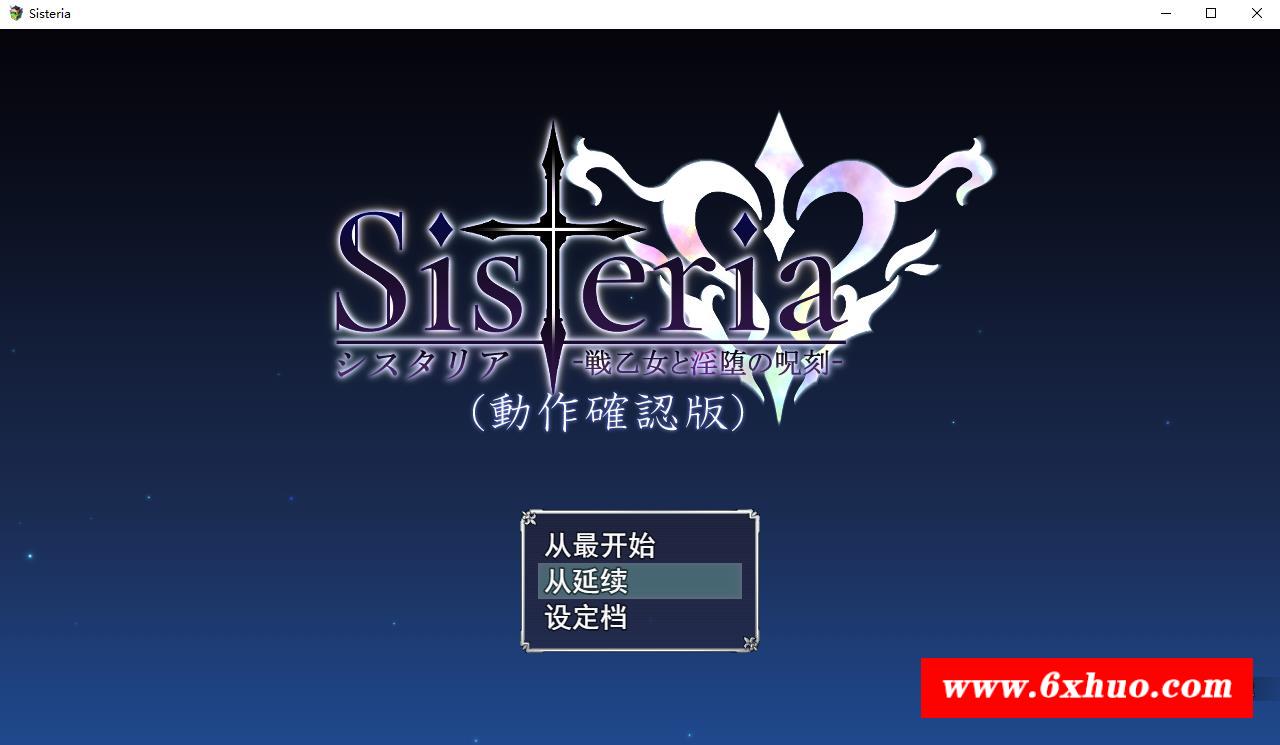 Sisteria
Sisteria
シスタリア -戦乙女と淫堕の呪刻-
(動作確認版)
从最开始
从延续
设定档
www.6xhuo.com